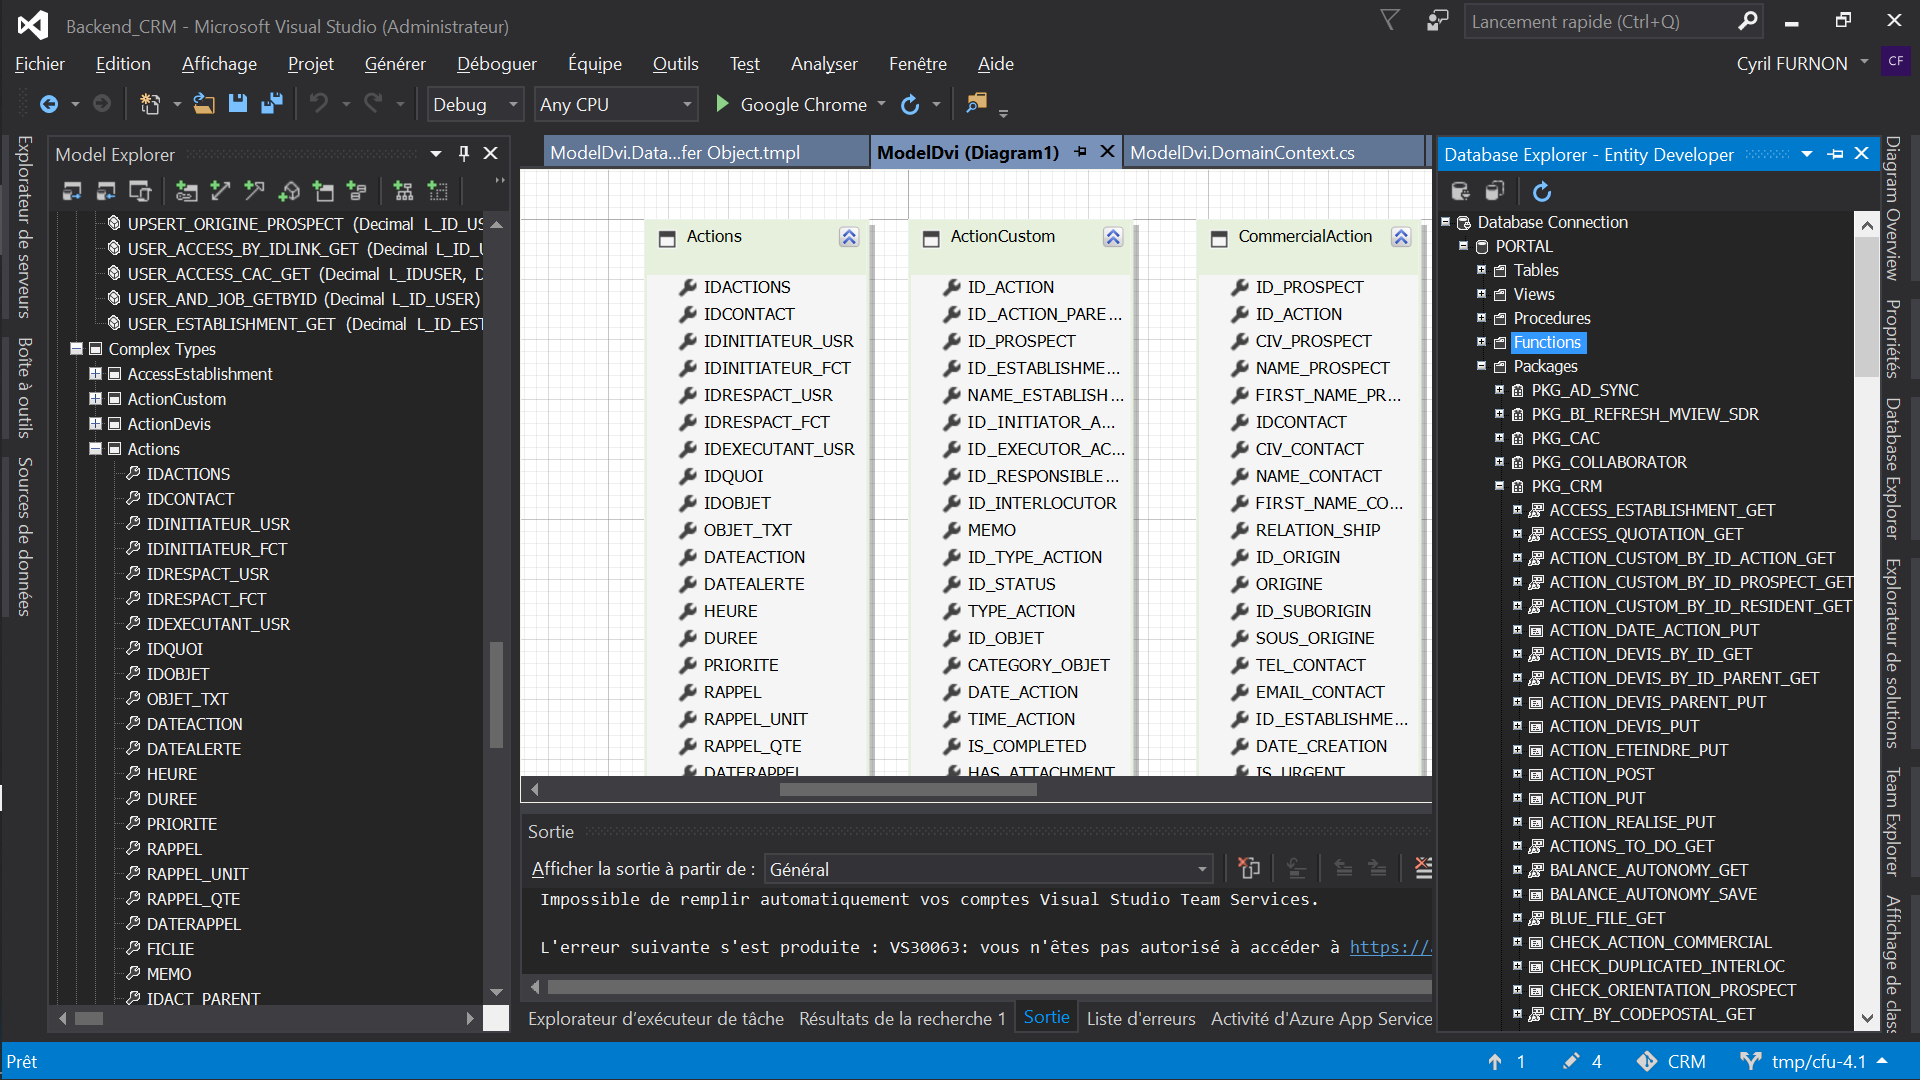 Backend_CRM - Microsoft Visual Studio (Administrateur)
Lancement rapide (Ctrl+Q)
Fichier Edition Affichage Projet Générer Déboguer Équipe Outils Test Analyser Fenêtre Aide
Cyril FURNON
CF
Debug
Any CPU
Google Chrome
Explorateur de serveurs
Boîte à outils
Sources de données
Model Explorer
UPSERT_ORIGINE_PROSPECT (Decimal L_ID_US
USER_ACCESS_BY_IDLINK_GET (Decimal L_ID_U
USER_ACCESS_CAC_GET (Decimal L_IDUSER, D
USER_AND_JOB_GETBYID (Decimal L_ID_USER)
USER_ESTABLISHMENT_GET (Decimal L_ID_EST
Complex Types
AccessEstablishment
ActionCustom
ActionDevis
Actions
IDACTIONS
IDCONTACT
IDINITIATEUR_USR
IDINITIATEUR_FCT
IDRESPACT_USR
IDRESPACT_FCT
IDEXECUTANT_USR
IDQUOI
IDOBJET
OBJET_TXT
DATEACTION
DATEALERTE
HEURE
DUREE
PRIORITE
RAPPEL
RAPPEL_UNIT
RAPPEL_QTE
DATERAPPEL
FICLIE
MEMO
IDACT_PARENT
ModelDvi.Data...fer Object.tmpl
ModelDvi (Diagram1)
ModelDvi.DomainContext.cs
Actions
IDACTIONS
IDCONTACT
IDINITIATEUR_USR
IDINITIATEUR_FCT
IDRESPACT_USR
IDRESPACT_FCT
IDEXECUTANT_USR
IDQUOI
IDOBJET
OBJET_TXT
DATEACTION
DATEALERTE
HEURE
DUREE
PRIORITE
RAPPEL
RAPPEL_UNIT
RAPPEL_QTE
DATERAPPEL
ActionCustom
ID_ACTION
ID_ACTION_PARE...
ID_PROSPECT
ID_ESTABLISHME...
NAME_ESTABLISH...
ID_INITIATOR_A...
ID_EXECUTOR_AC...
ID_RESPONSIBLE...
ID_INTERLOCUTOR
MEMO
ID_TYPE_ACTION
ID_STATUS
TYPE_ACTION
ID_OBJET
CATEGORY_OBJET
DATE_ACTION
TIME_ACTION
IS_COMPLETED
HAS_ATTACHMENT
CommercialAction
ID_PROSPECT
ID_ACTION
CIV_PROSPECT
NAME_PROSPECT
FIRST_NAME_PR...
IDCONTACT
CIV_CONTACT
NAME_CONTACT
FIRST_NAME_CO...
RELATION_SHIP
ID_ORIGIN
ORIGINE
ID_SUBORIGIN
SOUS_ORIGINE
TEL_CONTACT
EMAIL_CONTACT
ID_ESTABLISHME...
DATE_CREATION
IS_URGENT
Sortie
Afficher la sortie à partir de :
Général
Impossible de remplir automatiquement vos comptes Visual Studio Team Services.
L'erreur suivante s'est produite : VS30063: vous n'êtes pas autorisé à accéder à https://
Explorateur d'exécuteur de tâche
Résultats de la recherche 1
Sortie
Liste d'erreurs
Activité d'Azure App Service
Database Explorer - Entity Developer
Database Connection
PORTAL
Tables
Views
Procedures
Functions
Packages
PKG_AD_SYNC
PKG_BI_REFRESH_MVIEW_SDR
PKG_CAC
PKG_COLLABORATOR
PKG_CRM
ACCESS_ESTABLISHMENT_GET
ACCESS_QUOTATION_GET
ACTION_CUSTOM_BY_ID_ACTION_GET
ACTION_CUSTOM_BY_ID_PROSPECT_GET
ACTION_CUSTOM_BY_ID_RESIDENT_GET
ACTION_DATE_ACTION_PUT
ACTION_DEVIS_BY_ID_GET
ACTION_DEVIS_BY_ID_PARENT_GET
ACTION_DEVIS_PARENT_PUT
ACTION_DEVIS_PUT
ACTION_ETEINDRE_PUT
ACTION_POST
ACTION_PUT
ACTION_REALISE_PUT
ACTIONS_TO_DO_GET
BALANCE_AUTONOMY_GET
BALANCE_AUTONOMY_SAVE
BLUE_FILE_GET
CHECK_ACTION_COMMERCIAL
CHECK_DUPLICATED_INTERLOC
CHECK_ORIENTATION_PROSPECT
CITY_BY_CODEPOSTAL_GET
Diagram Overview
Propriétés
Database Explorer
Explorateur de solutions
Team Explorer
Affichage de class
Prêt
1
4
CRM
tmp/cfu-4.1